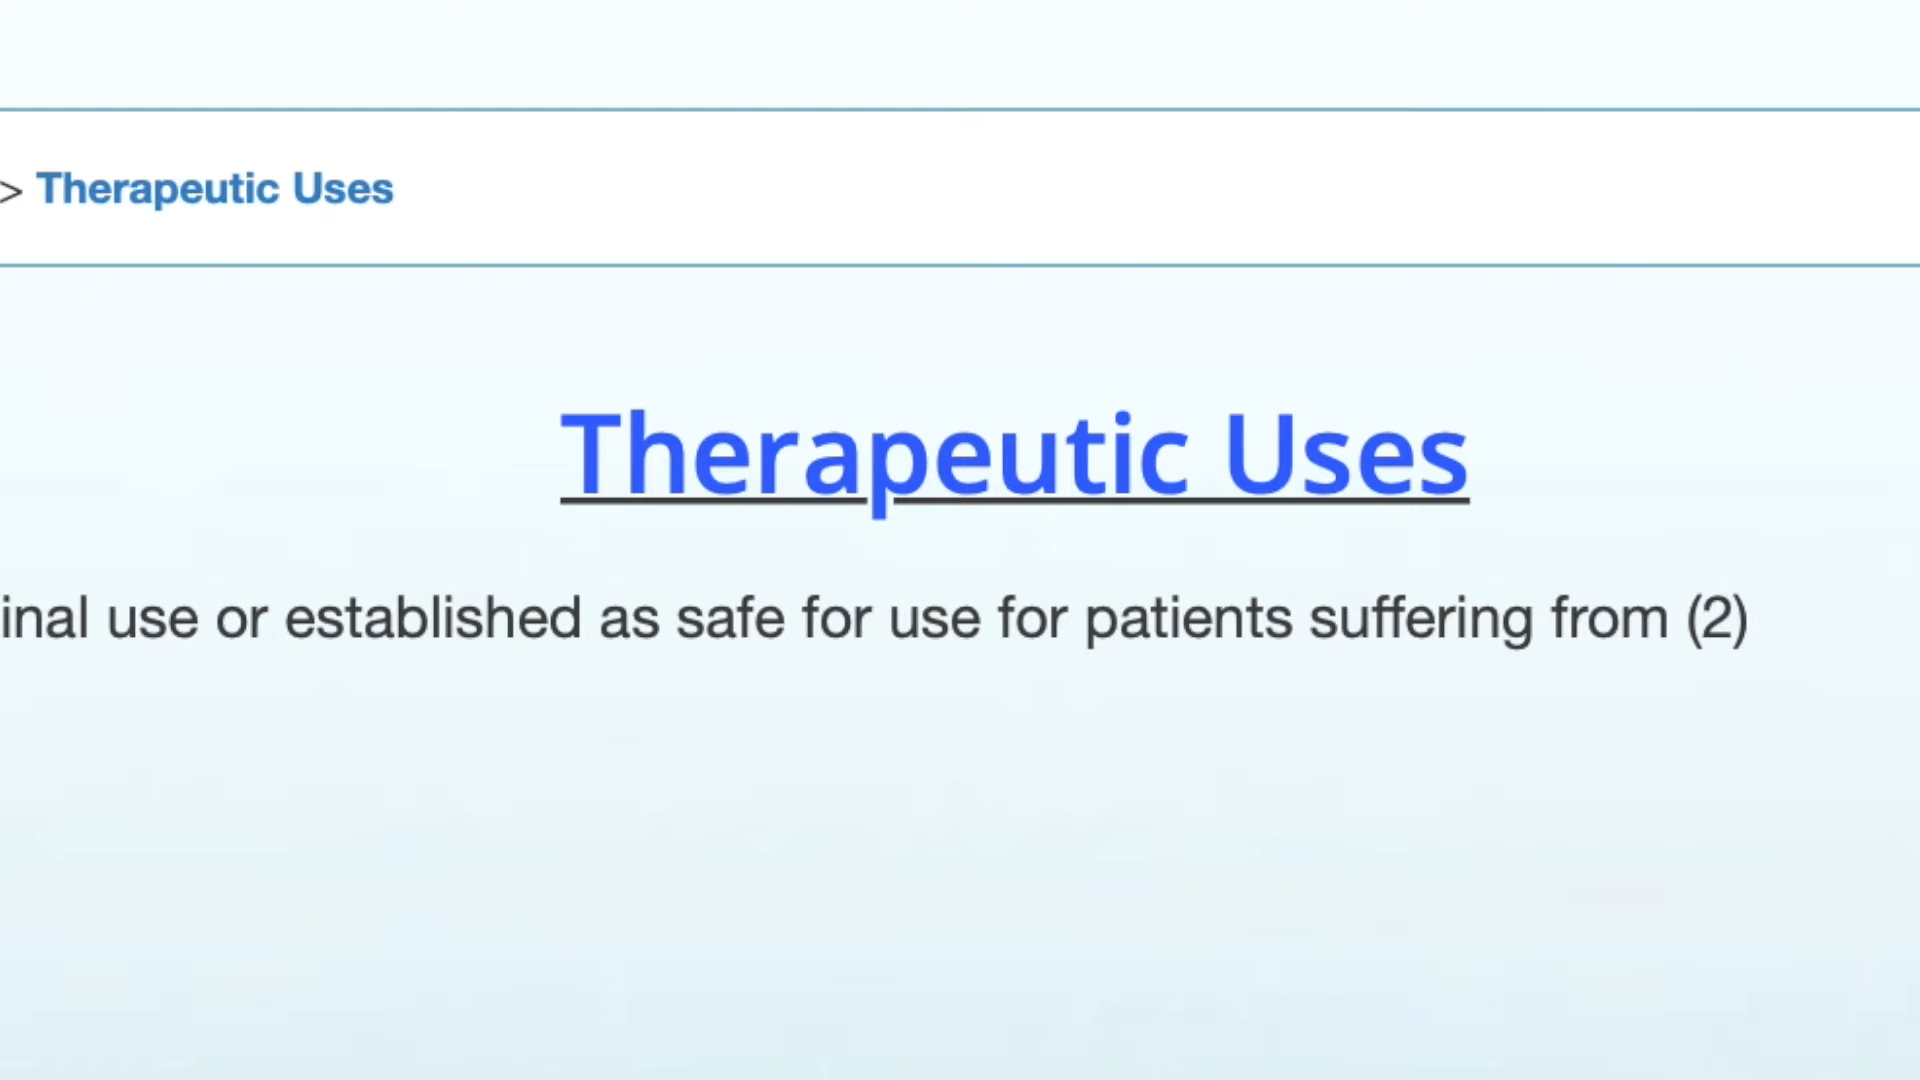 > Therapeutic Uses
Therapeutic Uses
inal use or established as safe for use for patients suffering from (2)